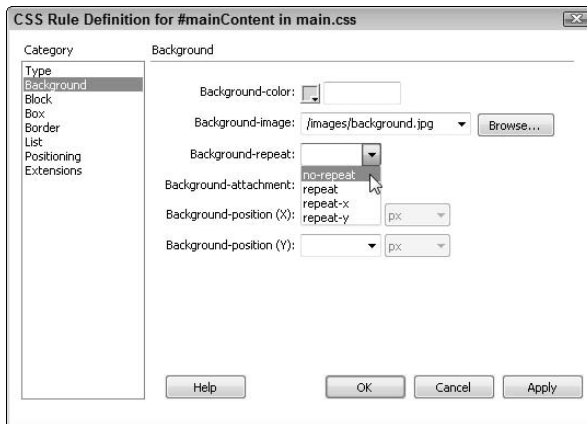 CSS Rule Definition for #mainContent in main.css
Category
Background
Type
Background
Block
Box
Border
List
Positioning
Extensions
Background-color:
Background-image: /images/background.jpg Browse...
Background-repeat:
no-repeat
repeat
repeat-x
repeat-y
Background-attachment:
Background-position (X): px
Background-position (Y): px
Help OK Cancel Apply